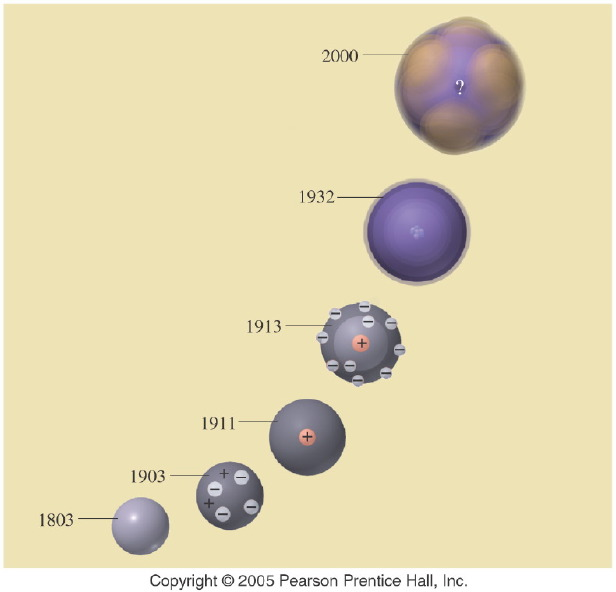 2000
?
1932
1913
− − − − − + − − − − − −
1911
+
1903
+ − − + − −
1803
Copyright © 2005 Pearson Prentice Hall, Inc.